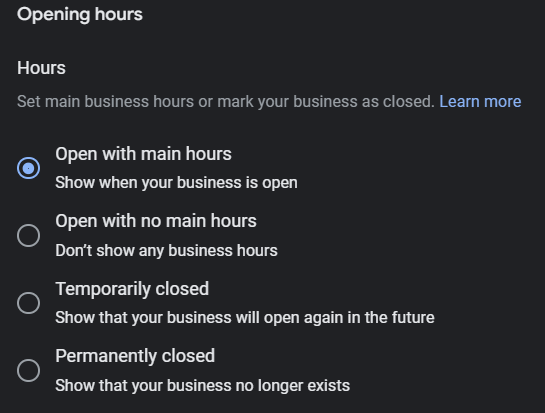 Opening hours
Hours
Set main business hours or mark your business as closed. Learn more
Open with main hours
Show when your business is open
Open with no main hours
Don’t show any business hours
Temporarily closed
Show that your business will open again in the future
Permanently closed
Show that your business no longer exists